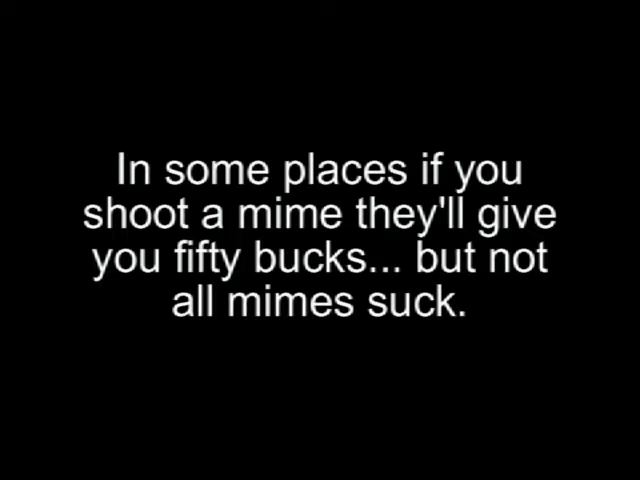 In some places if you
shoot a mime they'll give
you fifty bucks... but not
all mimes suck.